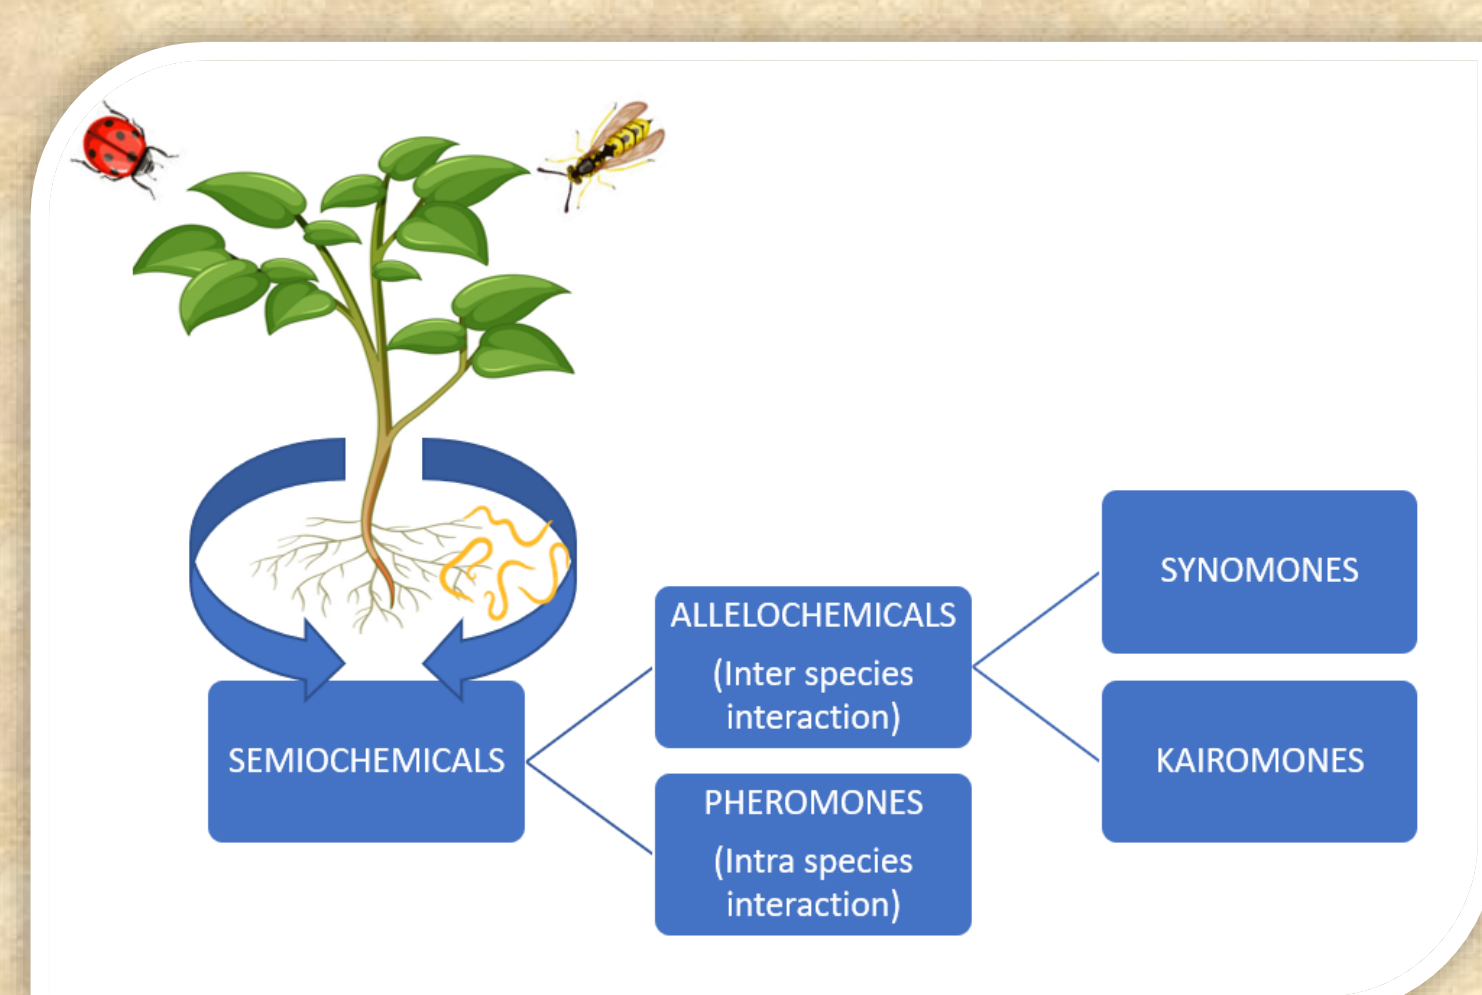 SEMIOCHEMICALS
ALLELOCHEMICALS
(Inter species
interaction)
PHEROMONES
(Intra species
interaction)
SYNOMONES
KAIROMONES